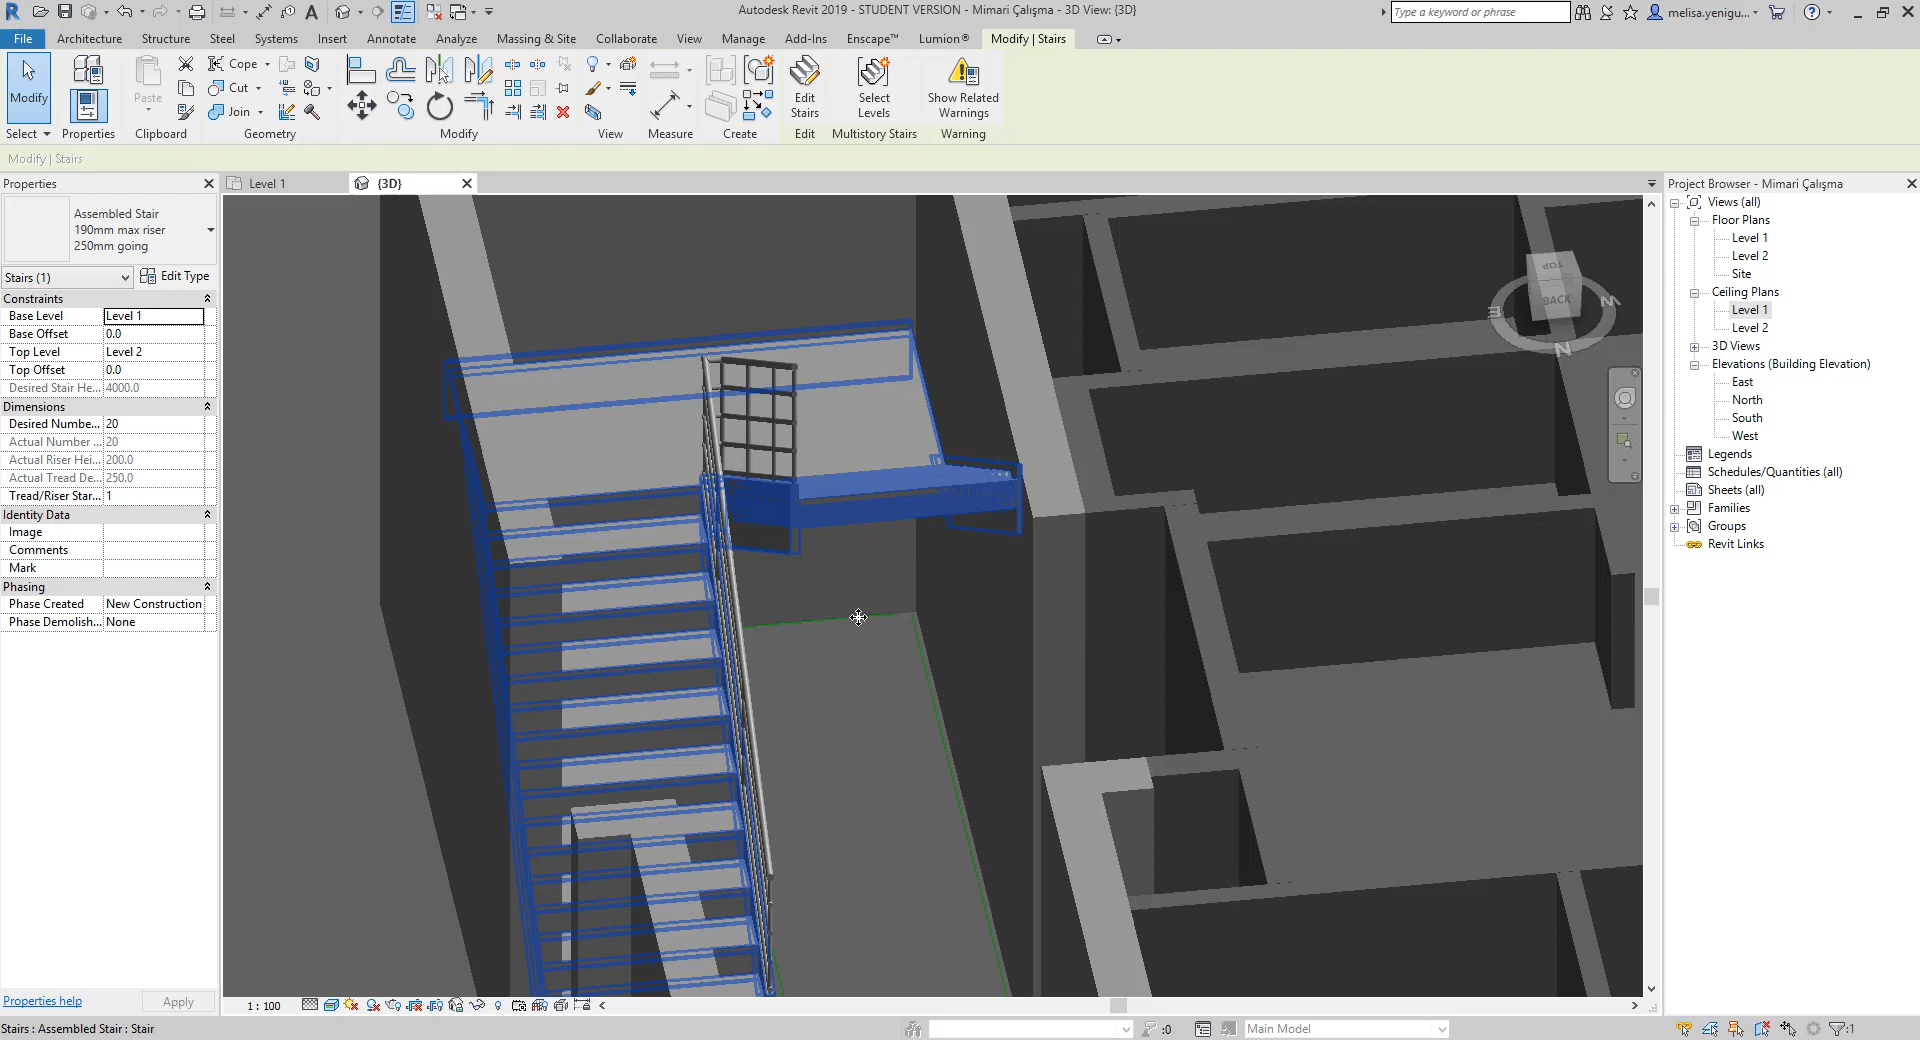 Autodesk Revit 2019 - STUDENT VERSION - Mimari Çalışma - 3D View: {3D}
Type a keyword or phrase
melisa.yenigu...
File
Architecture
Structure
Steel
Systems
Insert
Annotate
Analyze
Massing & Site
Collaborate
View
Manage
Add-Ins
Enscape™
Lumion®
Modify | Stairs
Modify
Paste
Cope
Cut
Join
Edit
Stairs
Select
Levels
Show Related
Warnings
Select
Properties
Clipboard
Geometry
Modify
View
Measure
Create
Edit
Multistory Stairs
Warning
Modify | Stairs
Properties
Assembled Stair
190mm max riser
250mm going
Stairs (1)
Edit Type
Constraints
Base Level Level 1
Base Offset 0.0
Top Level Level 2
Top Offset 0.0
Desired Stair He... 4000.0
Dimensions
Desired Numbe... 20
Actual Number ... 20
Actual Riser Hei... 200.0
Actual Tread De... 250.0
Tread/Riser Star... 1
Identity Data
Image
Comments
Mark
Phasing
Phase Created New Construction
Phase Demolish... None
Properties help
Apply
Level 1
{3D}
TOP
BACK
E
N
Project Browser - Mimari Çalışma
Views (all)
Floor Plans
Level 1
Level 2
Site
Ceiling Plans
Level 1
Level 2
3D Views
Elevations (Building Elevation)
East
North
South
West
Legends
Schedules/Quantities (all)
Sheets (all)
Families
Groups
Revit Links
1 : 100
Stairs : Assembled Stair : Stair
:0
Main Model
:1